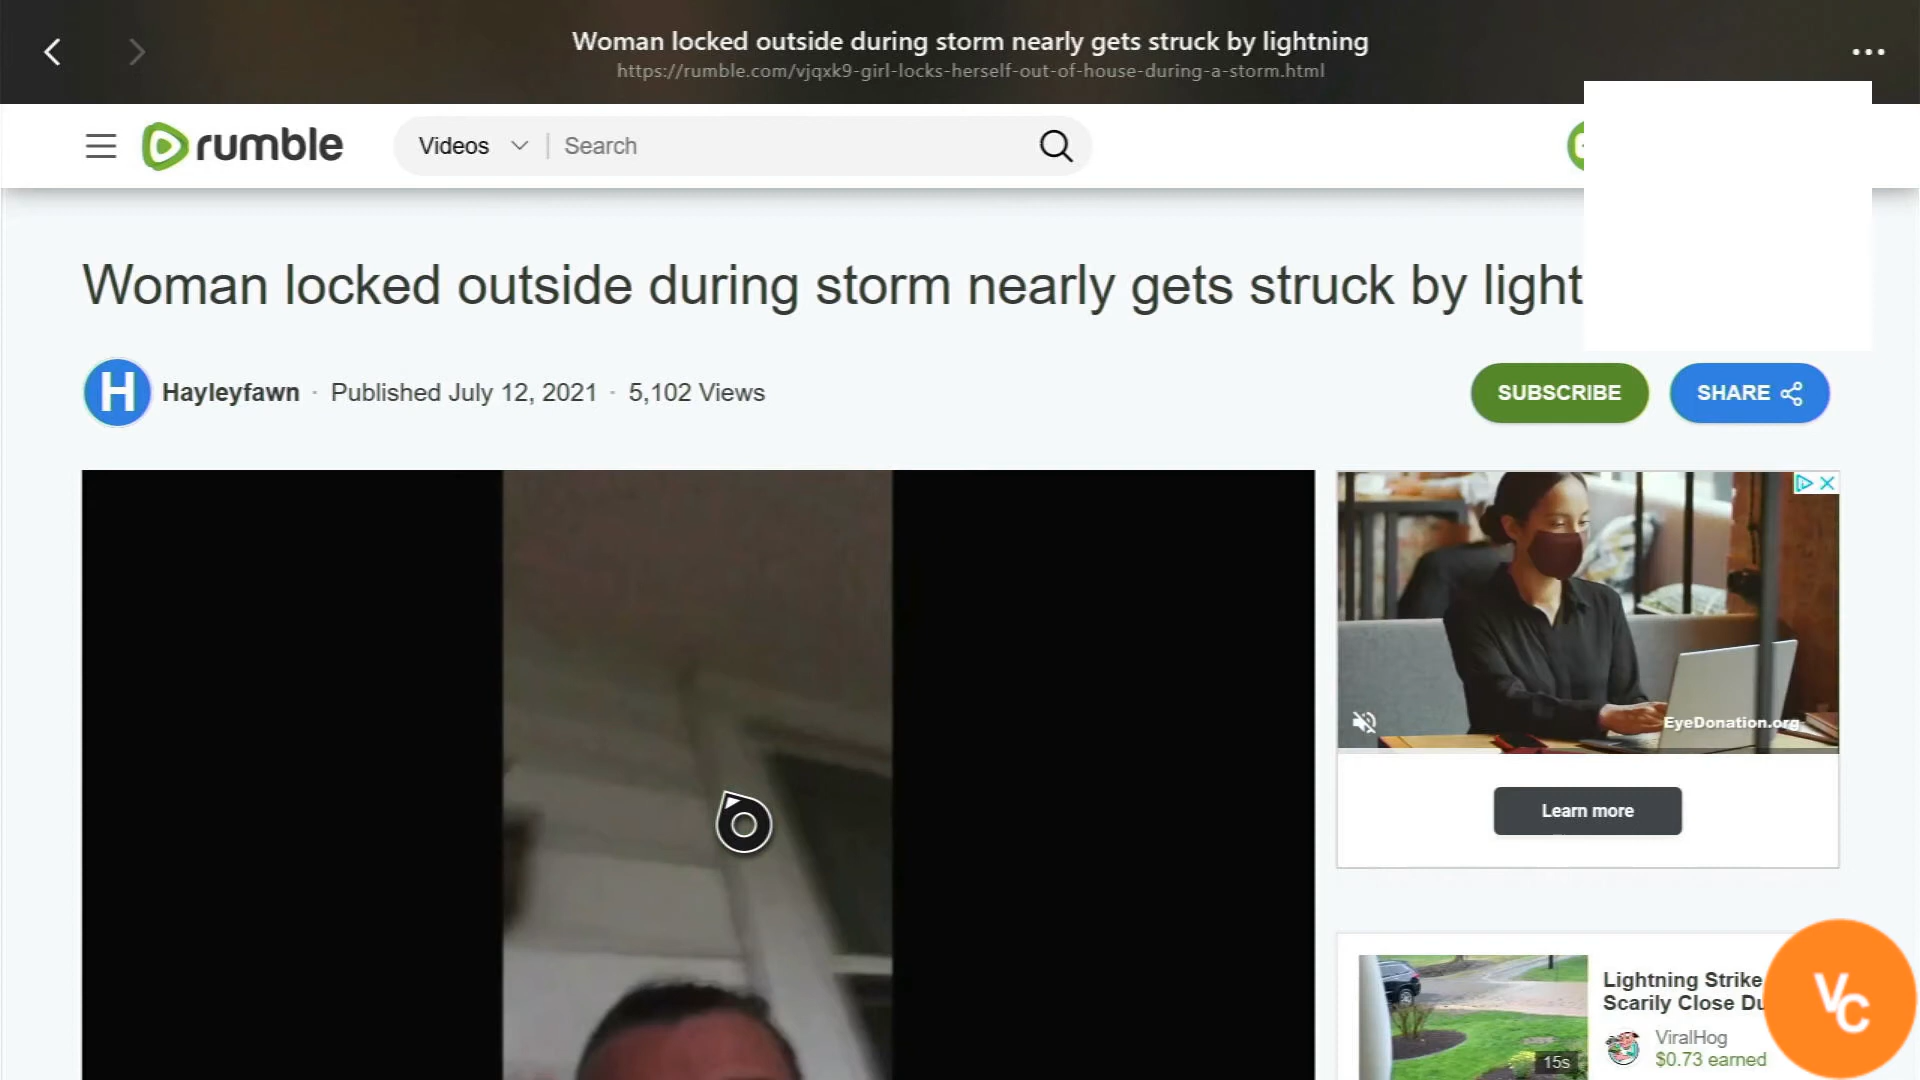 Woman locked outside during storm nearly gets struck by lightning
https://rumble.com/vjqxk9-girl-locks-herself-out-of-house-during-a-storm.html
rumble
Videos
Search
Woman locked outside during storm nearly gets struck by light
H
Hayleyfawn · Published July 12, 2021 · 5,102 Views
SUBSCRIBE
SHARE
EyeDonation.org
Learn more
Lightning Strike
Scarily Close Du
ViralHog
$0.73 earned
15s
VC